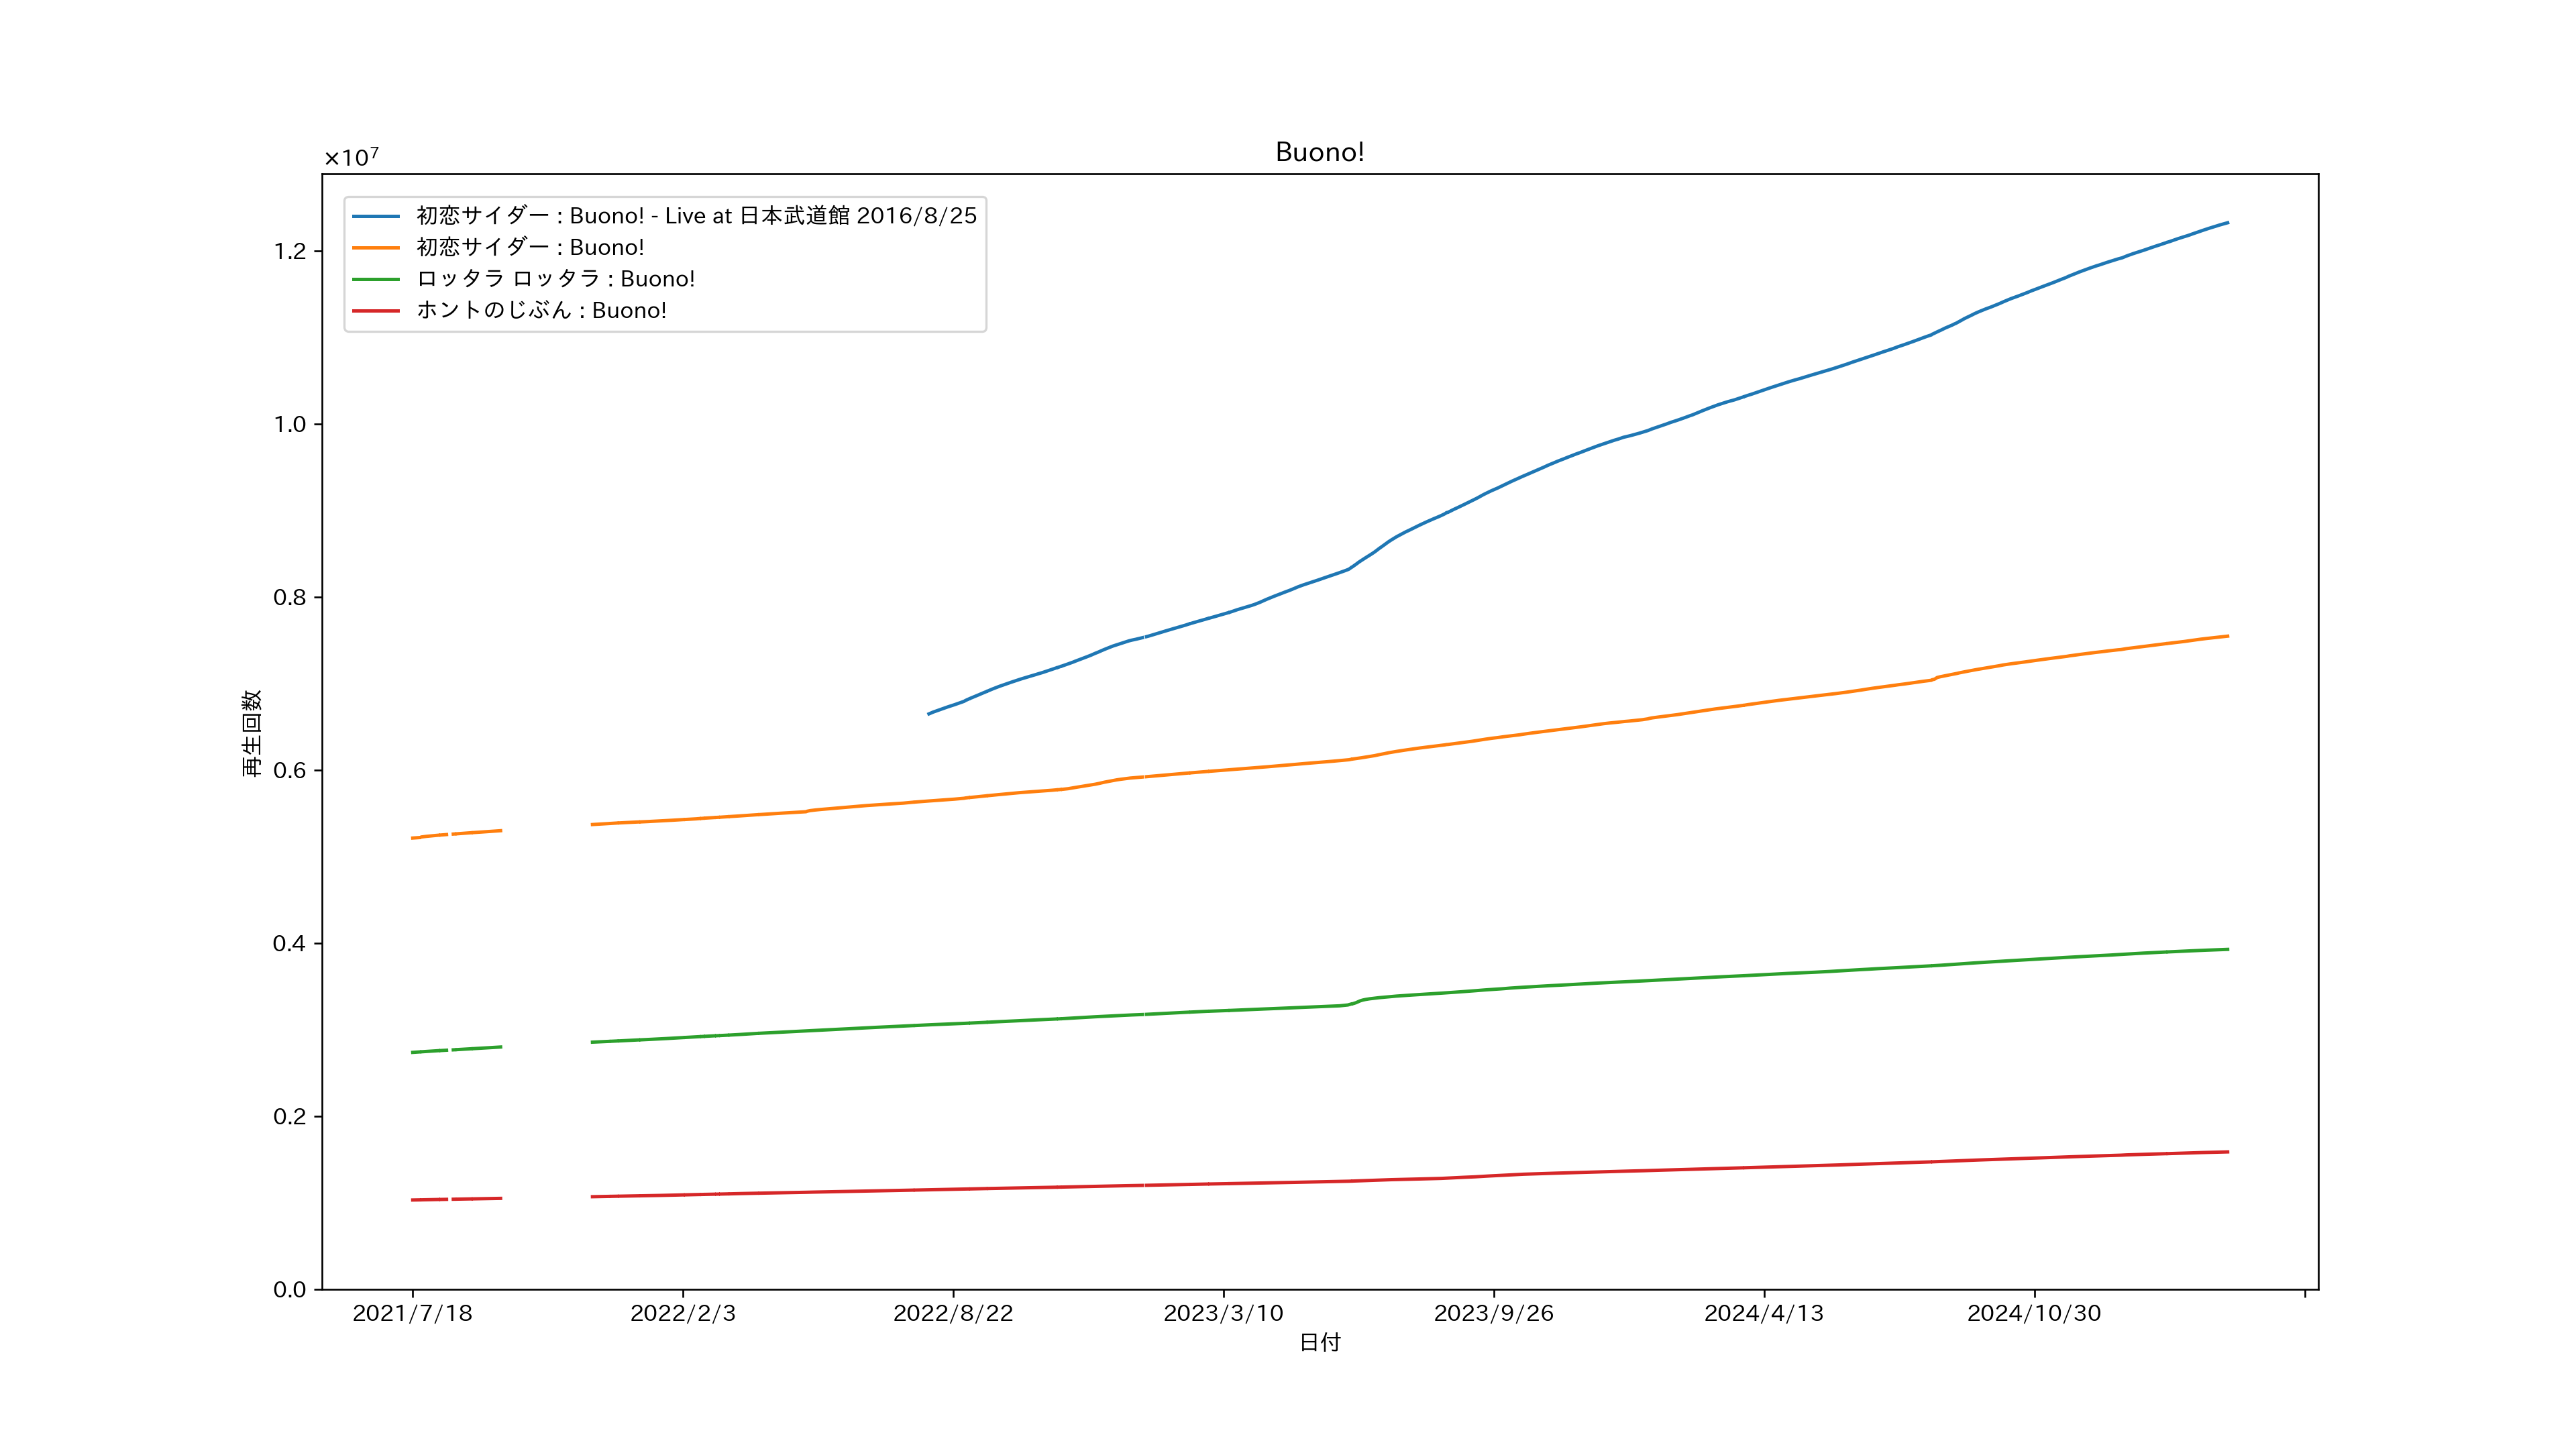 Buono!
×10⁷
初恋サイダー : Buono! - Live at 日本武道館 2016/8/25
初恋サイダー : Buono!
ロッタラ ロッタラ : Buono!
ホントのじぶん : Buono!
1.2
1.0
0.8
0.6
0.4
0.2
0.0
再生回数
2021/7/18 2022/2/3 2022/8/22 2023/3/10 2023/9/26 2024/4/13 2024/10/30
日付